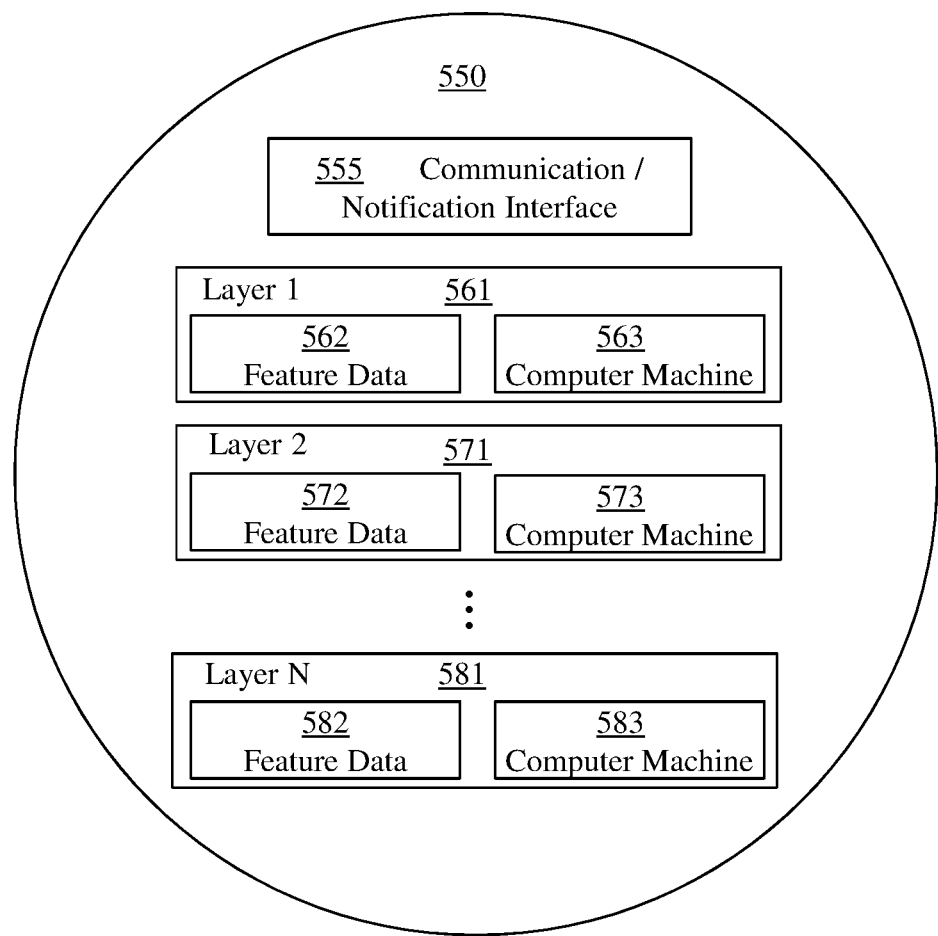 550
555 Communication /
Notification Interface
Layer 1 561
562 563
Feature Data Computer Machine
Layer 2 571
572 573
Feature Data Computer Machine
Layer N 581
582 583
Feature Data Computer Machine